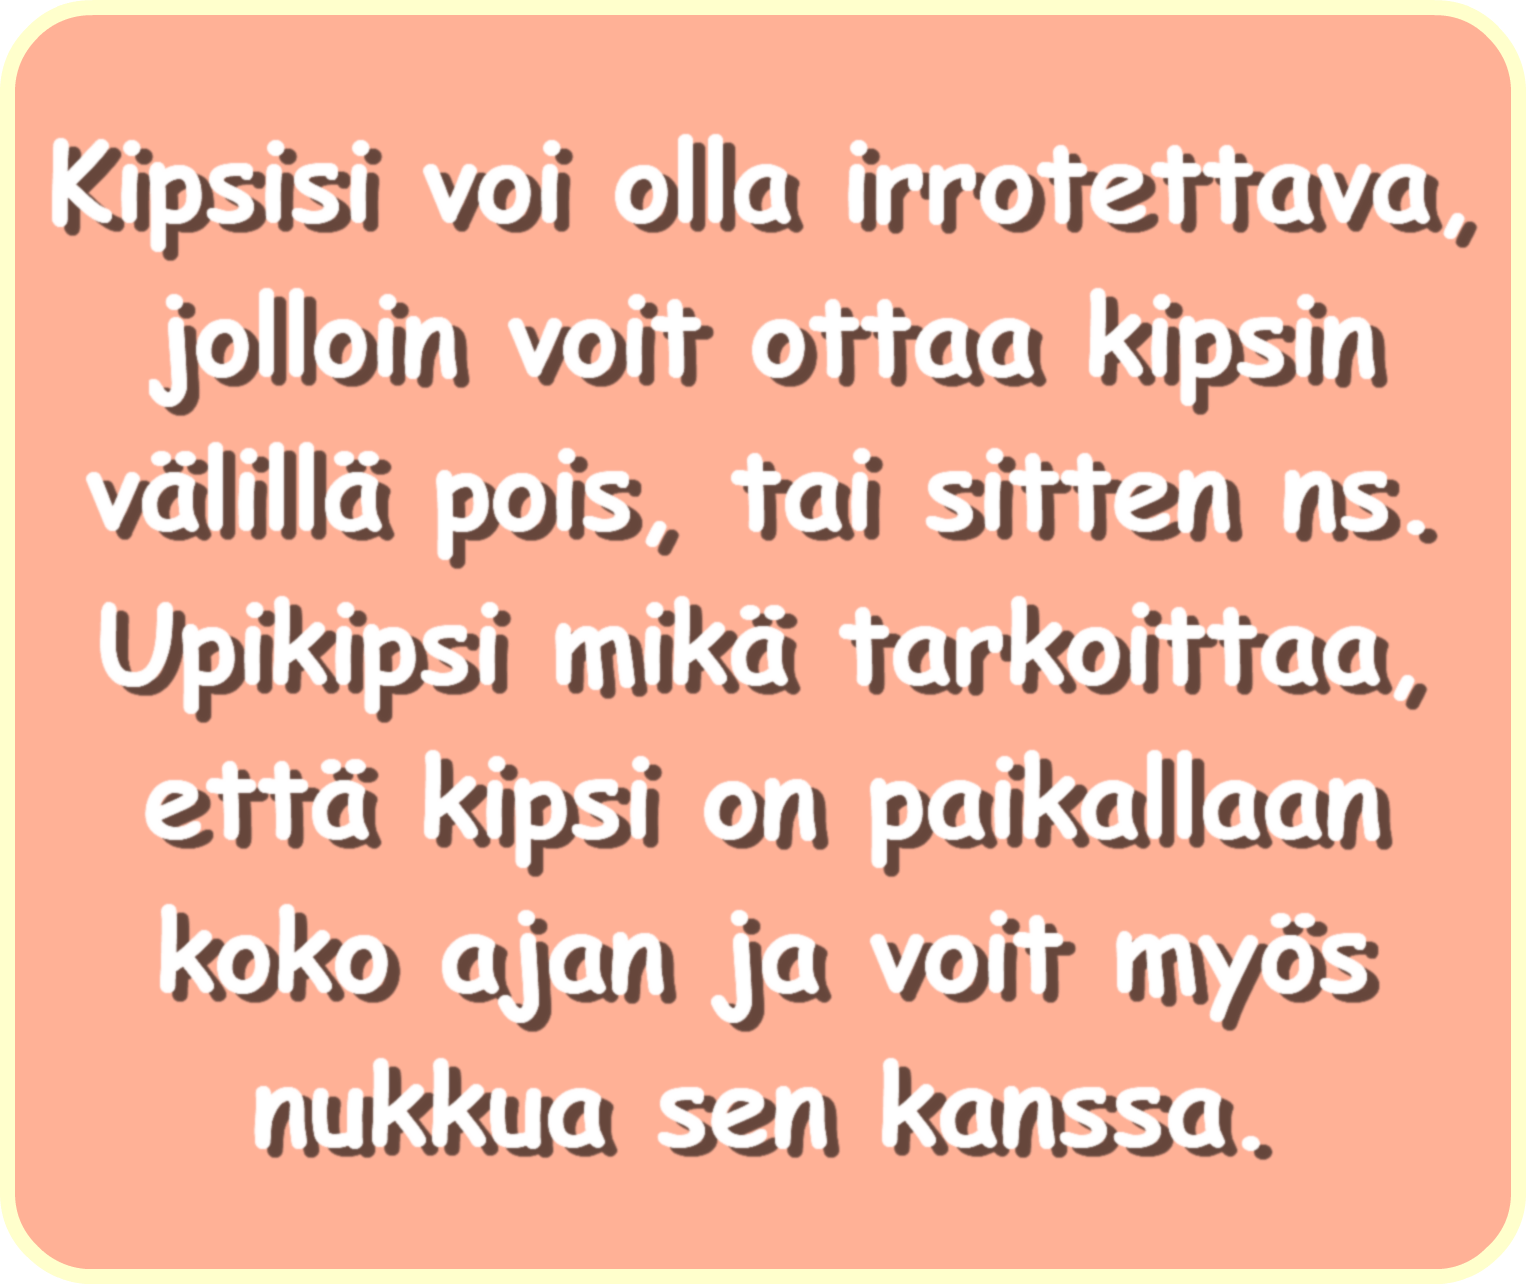 Kipsisi voi olla irrotettava,
jolloin voit ottaa kipsin
välillä pois, tai sitten ns.
Upikipsi mikä tarkoittaa,
että kipsi on paikallaan
koko ajan ja voit myös
nukkua sen kanssa.